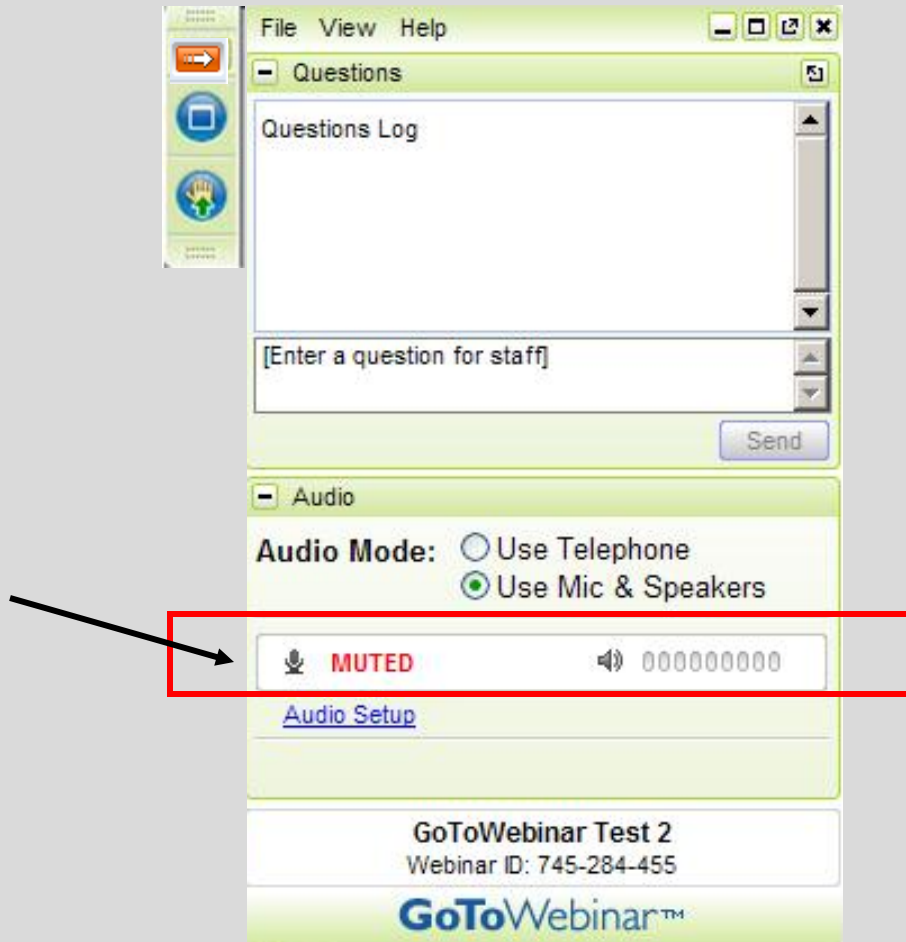 File View Help
Questions
Questions Log
[Enter a question for staff]
Send
Audio
Audio Mode: Use Telephone
Use Mic & Speakers
MUTED 000000000
Audio Setup
GoToWebinar Test 2
Webinar ID: 745-284-455
GoToWebinar™